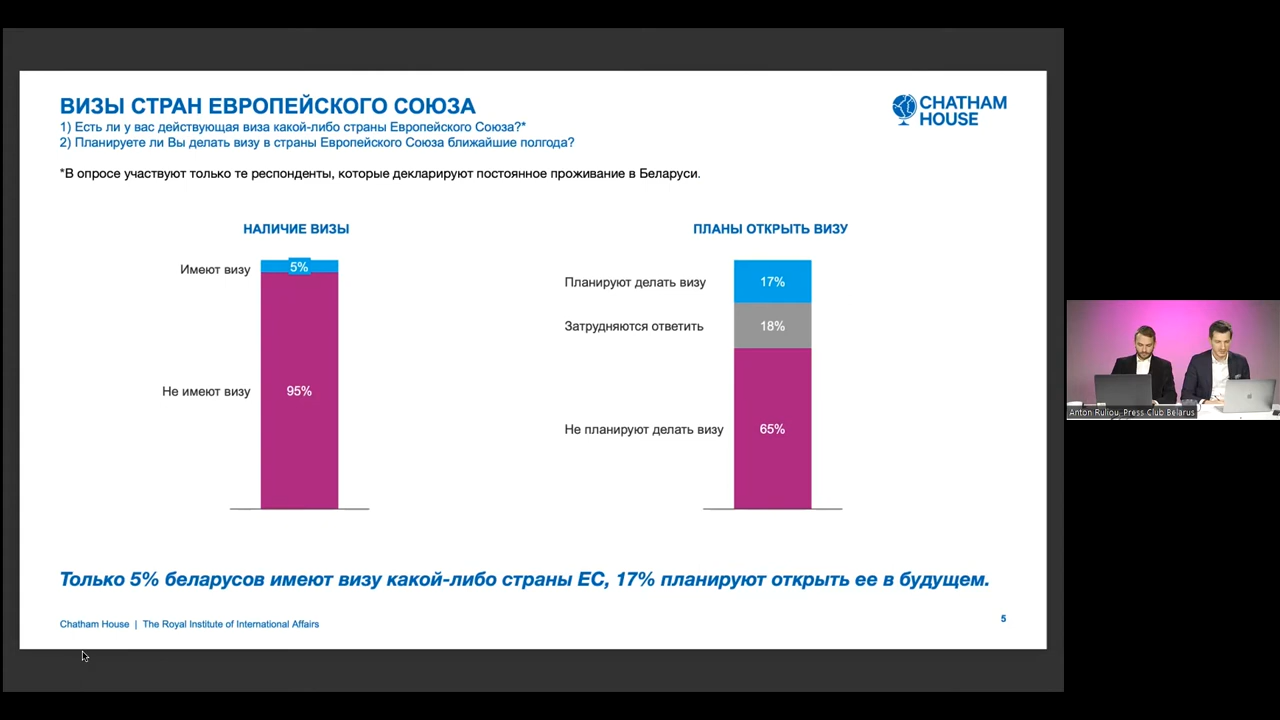 ВИЗЫ СТРАН ЕВРОПЕЙСКОГО СОЮЗА
1) Есть ли у вас действующая виза какой-либо страны Европейского Союза?*
2) Планируете ли Вы делать визу в страны Европейского Союза ближайшие полгода?
CHATHAM
HOUSE
*В опросе участвуют только те респонденты, которые декларируют постоянное проживание в Беларуси.
НАЛИЧИЕ ВИЗЫ
Имеют визу
5%
Не имеют визу
95%
ПЛАНЫ ОТКРЫТЬ ВИЗУ
Планируют делать визу
17%
Затрудняются ответить
18%
Не планируют делать визу
65%
Только 5% беларусов имеют визу какой-либо страны ЕС, 17% планируют открыть ее в будущем.
Chatham House | The Royal Institute of International Affairs
5
Anton Ruliou, Press Club Belarus